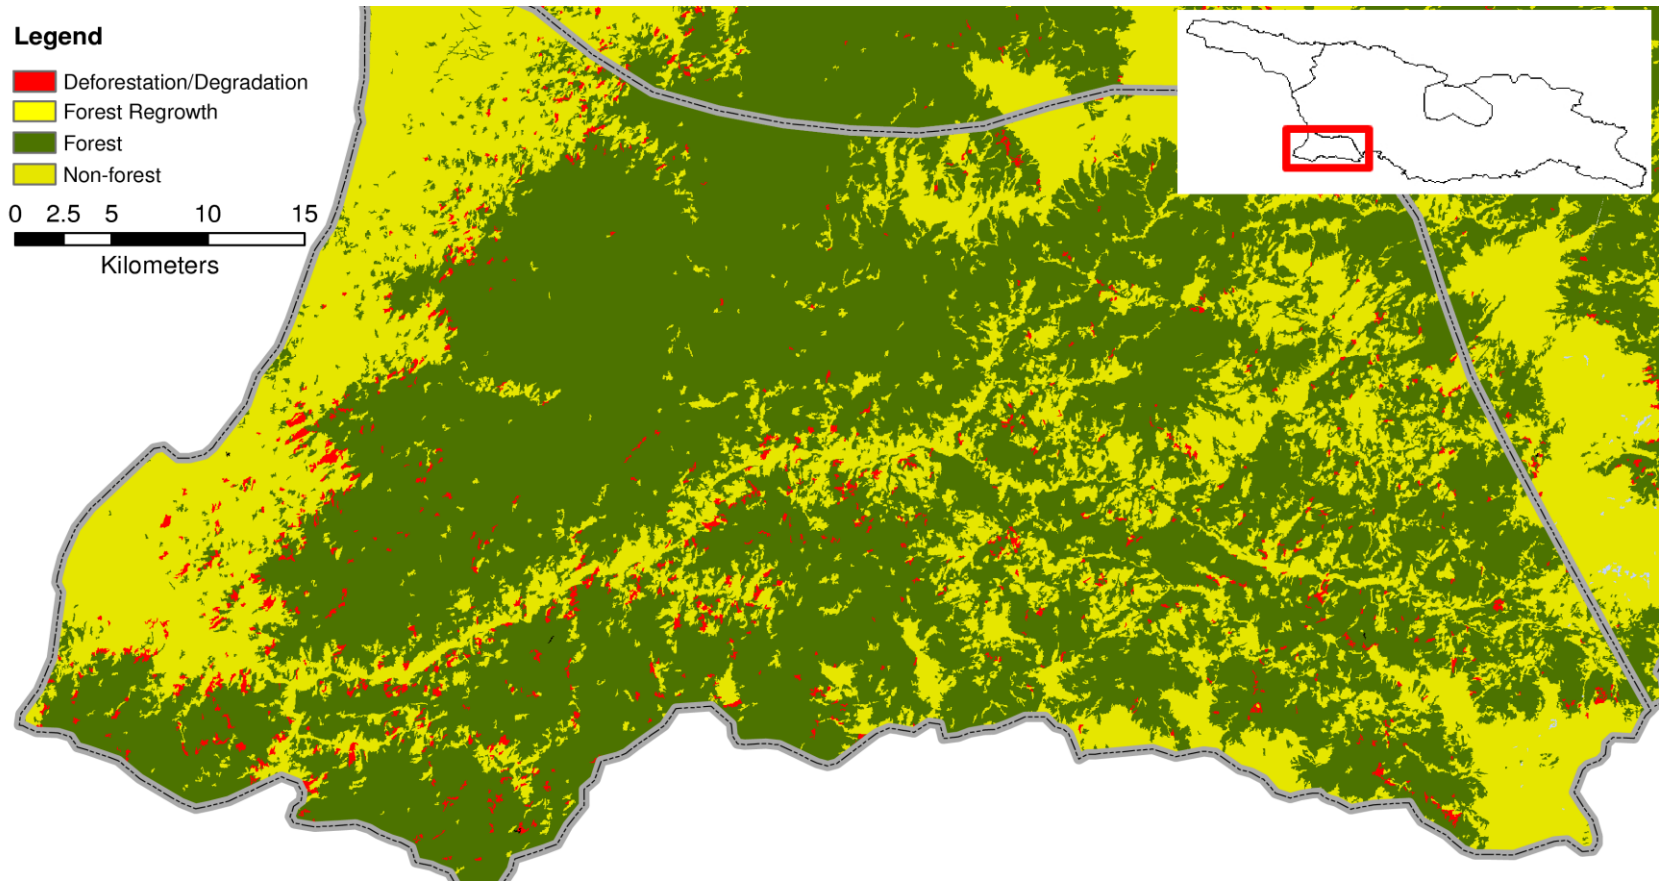 Legend
Deforestation/Degradation
Forest Regrowth
Forest
Non-forest
0 2.5 5 10 15
Kilometers